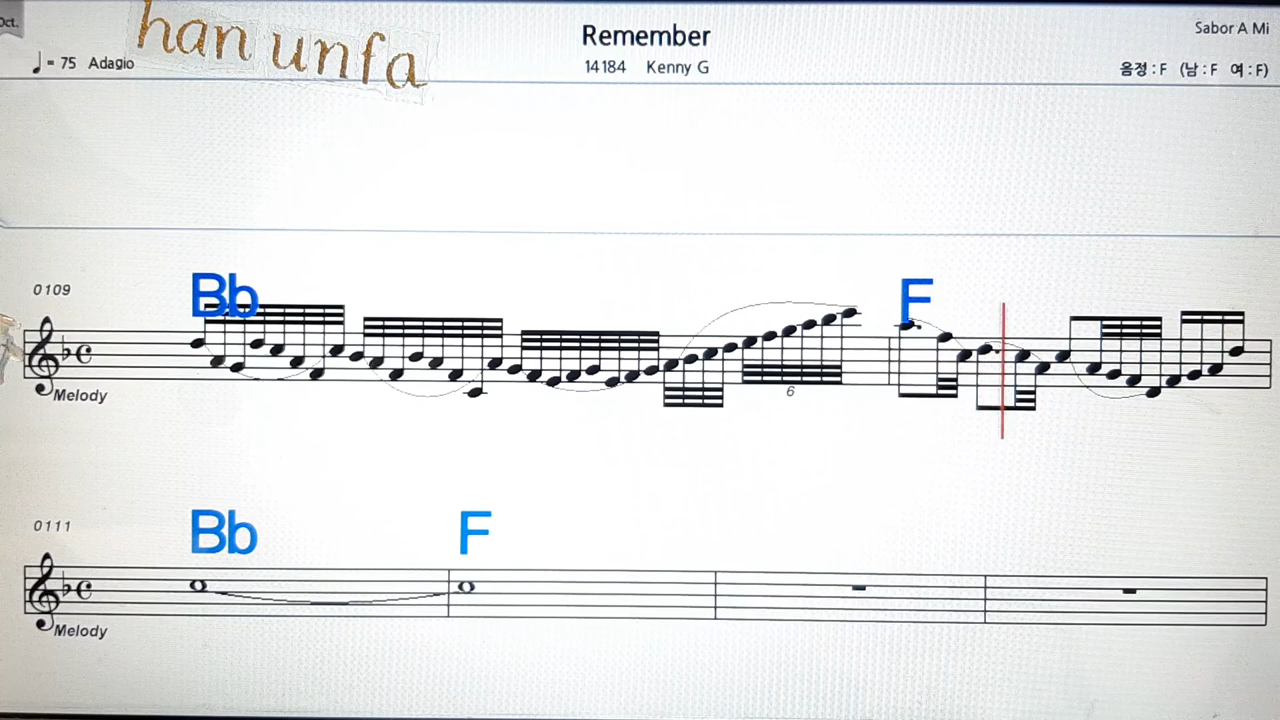 Oct.
han unfa
Remember
Sabor A Mi
♩= 75 Adagio
14184 Kenny G
음정 : F (남 : F 여 : F)
0109
Bb F
Melody
6
0111
Bb F
Melody